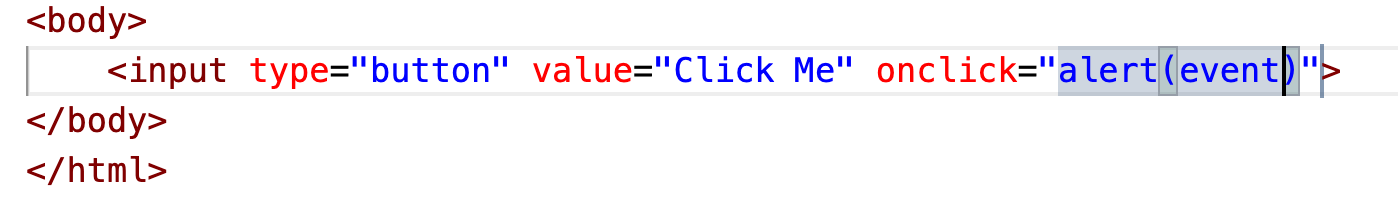 <body>
    <input type="button" value="Click Me" onclick="alert(event)">
</body>
</html>